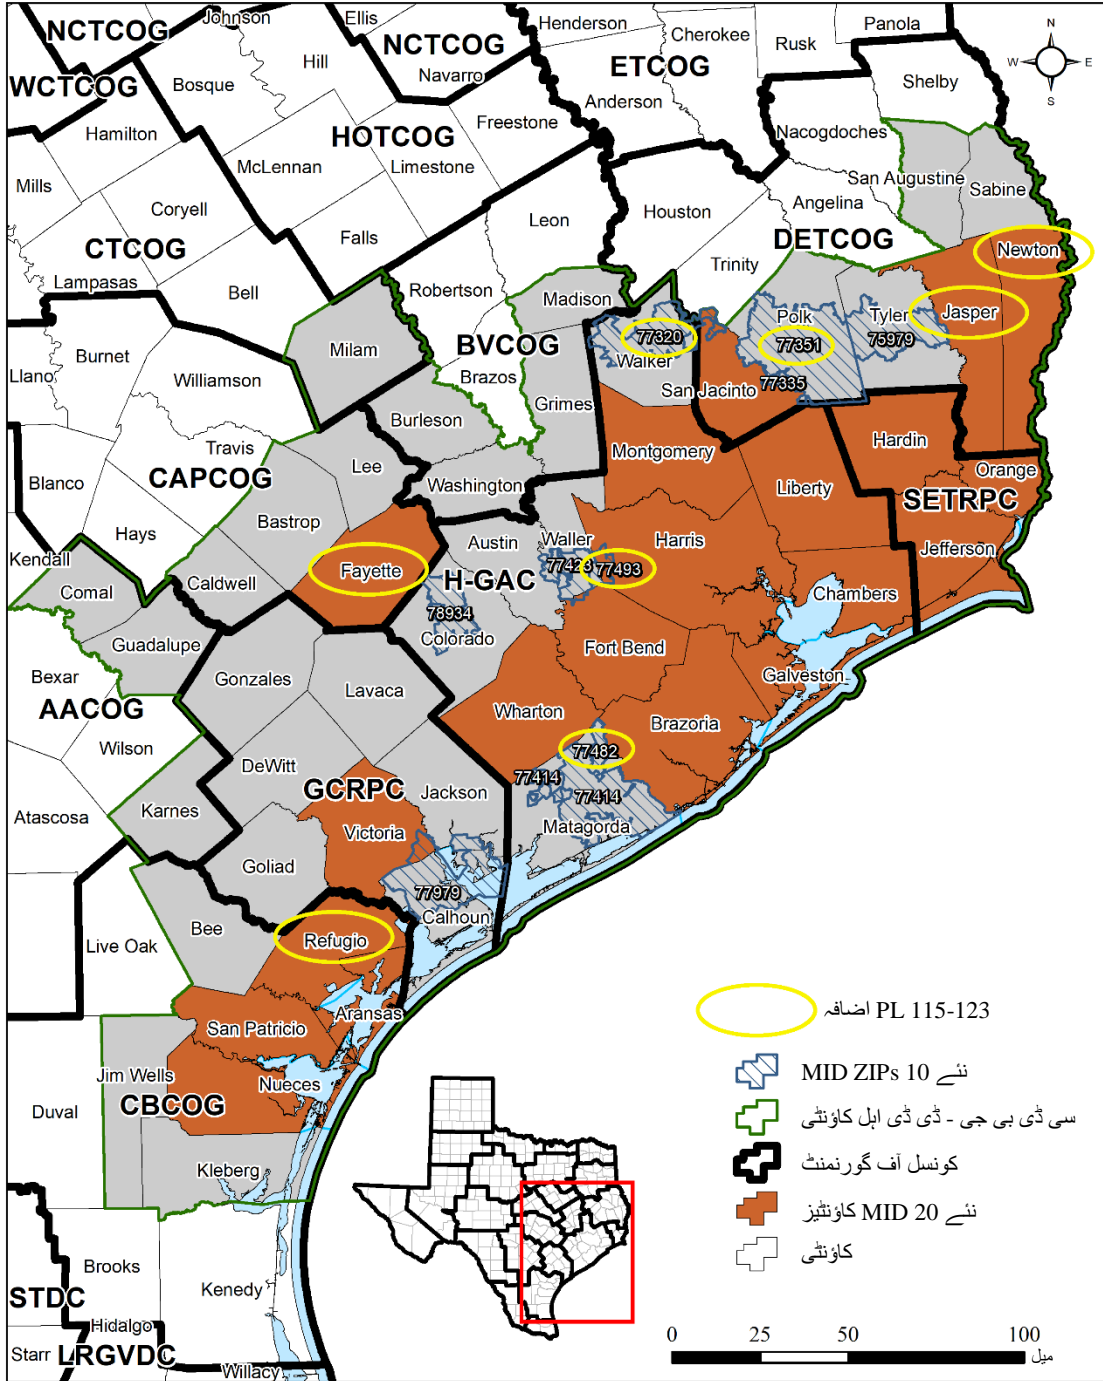 Johnson
Ellis
NCTCOG
NCTCOG
Henderson
Cherokee
Panola
Rusk
N
W
E
S
Hill
Navarro
ETCOG
Shelby
WCTCOG
Bosque
Anderson
Freestone
Nacogdoches
Hamilton
HOTCOG
McLennan
Limestone
San Augustine
Sabine
Mills
Coryell
Leon
Houston
Angelina
Falls
DETCOG
CTCOG
Newton
Trinity
Lampasas
Bell
Robertson
Madison
Jasper
Polk
Tyler
77320
77351
75979
Milam
BVCOG
Burnet
Walker
Brazos
Williamson
77335
Llano
San Jacinto
Grimes
Burleson
Hardin
Travis
Montgomery
Lee
CAPCOG
Orange
Blanco
Washington
Liberty
SETRPC
Bastrop
Hays
Austin
Waller
Harris
Jefferson
Kendall
77423
77493
Fayette
H-GAC
Comal
Caldwell
Chambers
78934
Colorado
Guadalupe
Fort Bend
Bexar
Gonzales
Lavaca
Galveston
AACOG
Wharton
Brazoria
Wilson
77482
DeWitt
77414
GCRPC
Jackson
77414
Karnes
Atascosa
Victoria
Matagorda
Goliad
77979
Calhoun
Bee
Live Oak
Refugio
Aransas
San Patricio
Jim Wells
Nueces
Duval
CBCOG
Kleberg
Brooks
Kenedy
STDC
Hidalgo
Starr
LRGVDC
Willacy
PL 115-123 اضافہ
نئے 10 MID ZIPs
سی ڈی بی جی - ڈی ڈی اہل کاؤنٹی
کونسل آف گورنمنٹ
نئے 20 MID کاؤنٹیز
کاؤنٹی
0 25 50 100
میل